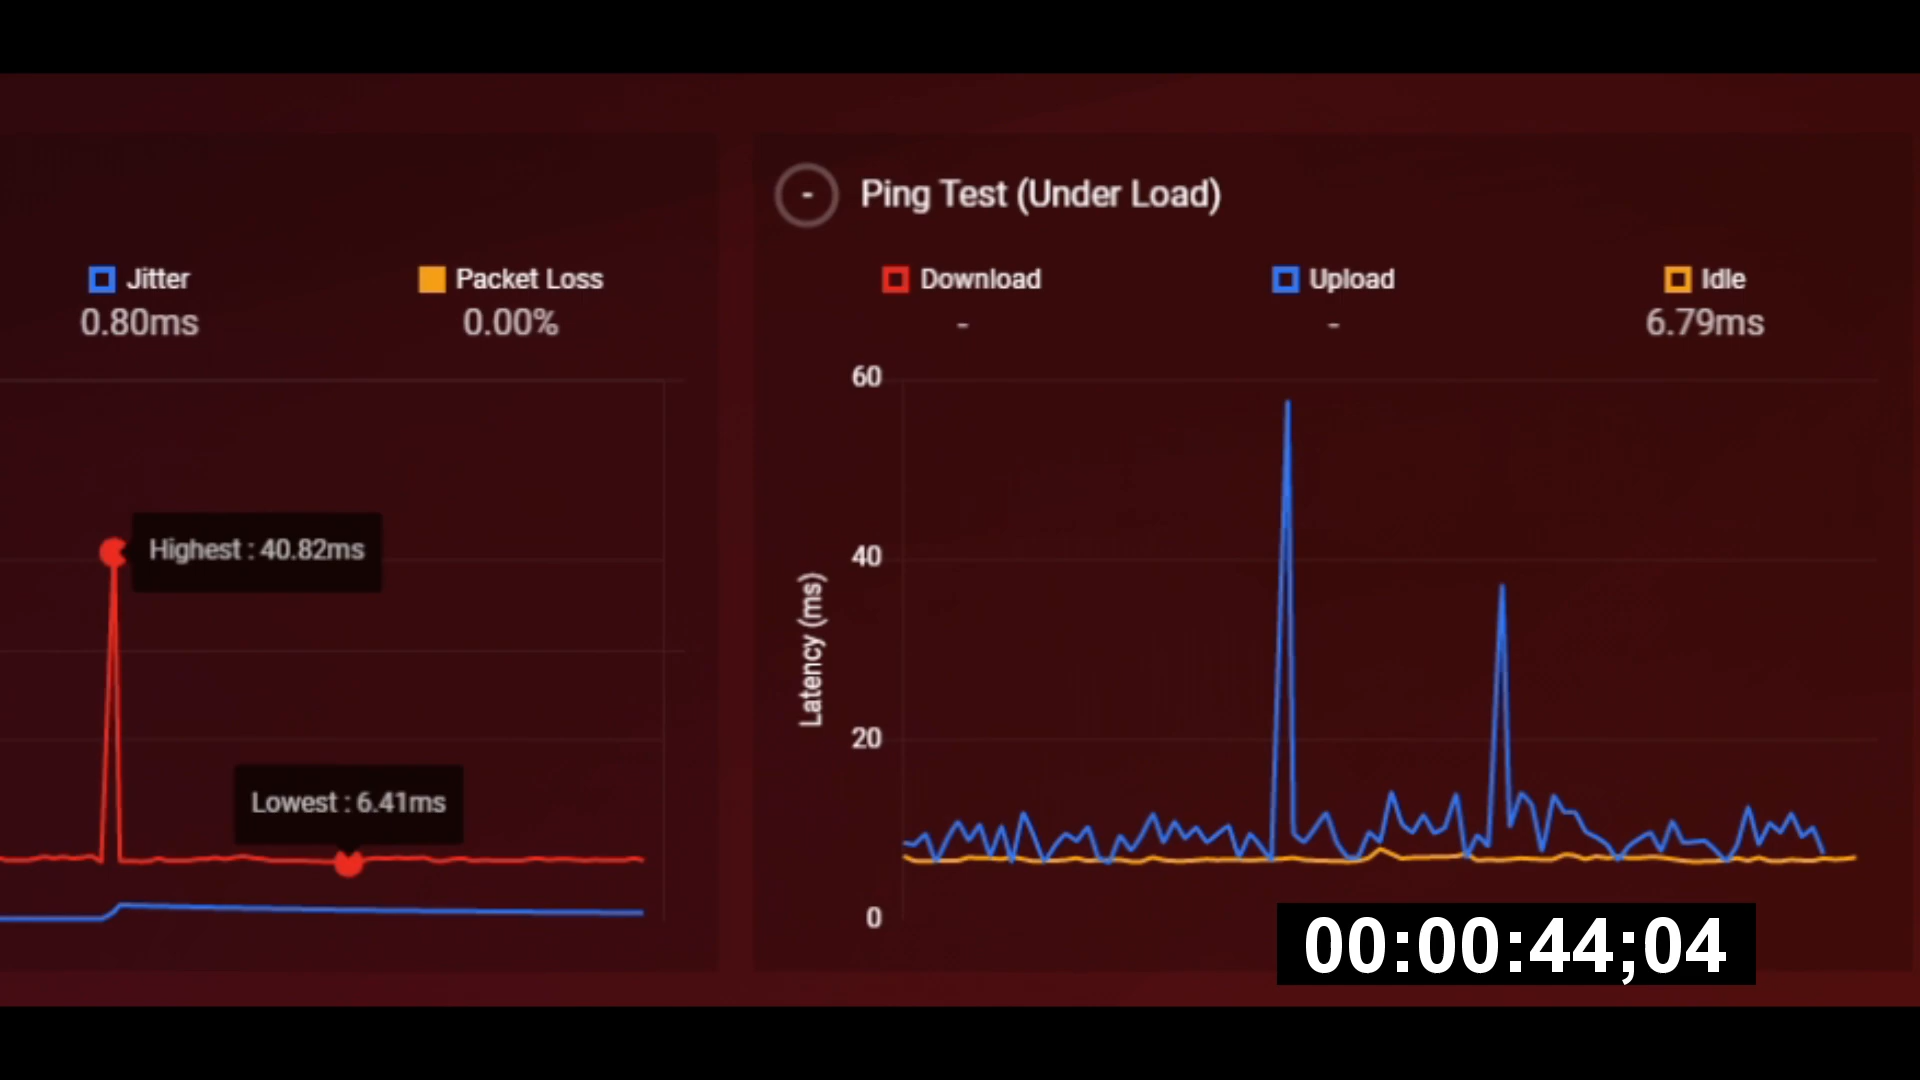 Jitter
0.80ms
Packet Loss
0.00%
Highest : 40.82ms
Lowest : 6.41ms
-
Ping Test (Under Load)
Download
-
Upload
-
Idle
6.79ms
60
40
20
0
Latency (ms)
00:00:44;04